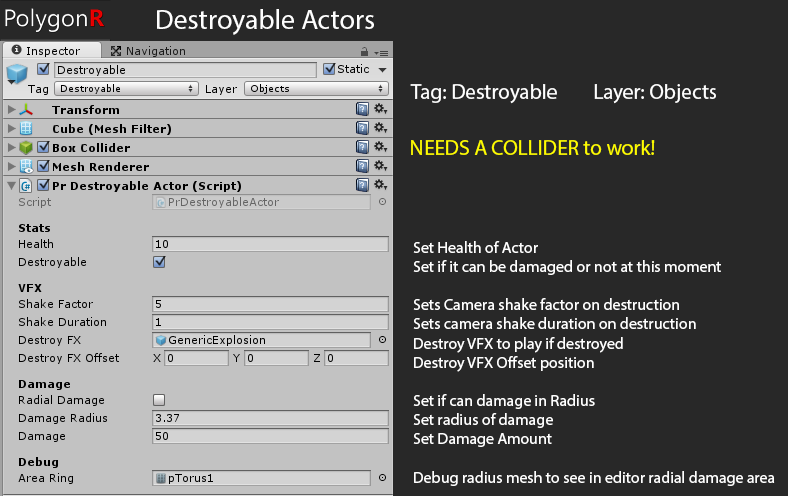 PolygonR
Destroyable Actors
Inspector
Navigation
Destroyable
Static
Tag Destroyable Layer Objects
Tag: Destroyable Layer: Objects
Transform
Cube (Mesh Filter)
NEEDS A COLLIDER to work!
Box Collider
Mesh Renderer
Pr Destroyable Actor (Script)
Script PrDestroyableActor
Stats
Health 10 Set Health of Actor
Destroyable Set if it can be damaged or not at this moment
VFX
Shake Factor 5 Sets Camera shake factor on destruction
Shake Duration 1 Sets camera shake duration on destruction
Destroy FX GenericExplosion Destroy VFX to play if destroyed
Destroy FX Offset X 0 Y 0 Z 0 Destroy VFX Offset position
Damage
Radial Damage Set if can damage in Radius
Damage Radius 3.37 Set radius of damage
Damage 50 Set Damage Amount
Debug
Area Ring pTorus1 Debug radius mesh to see in editor radial damage area